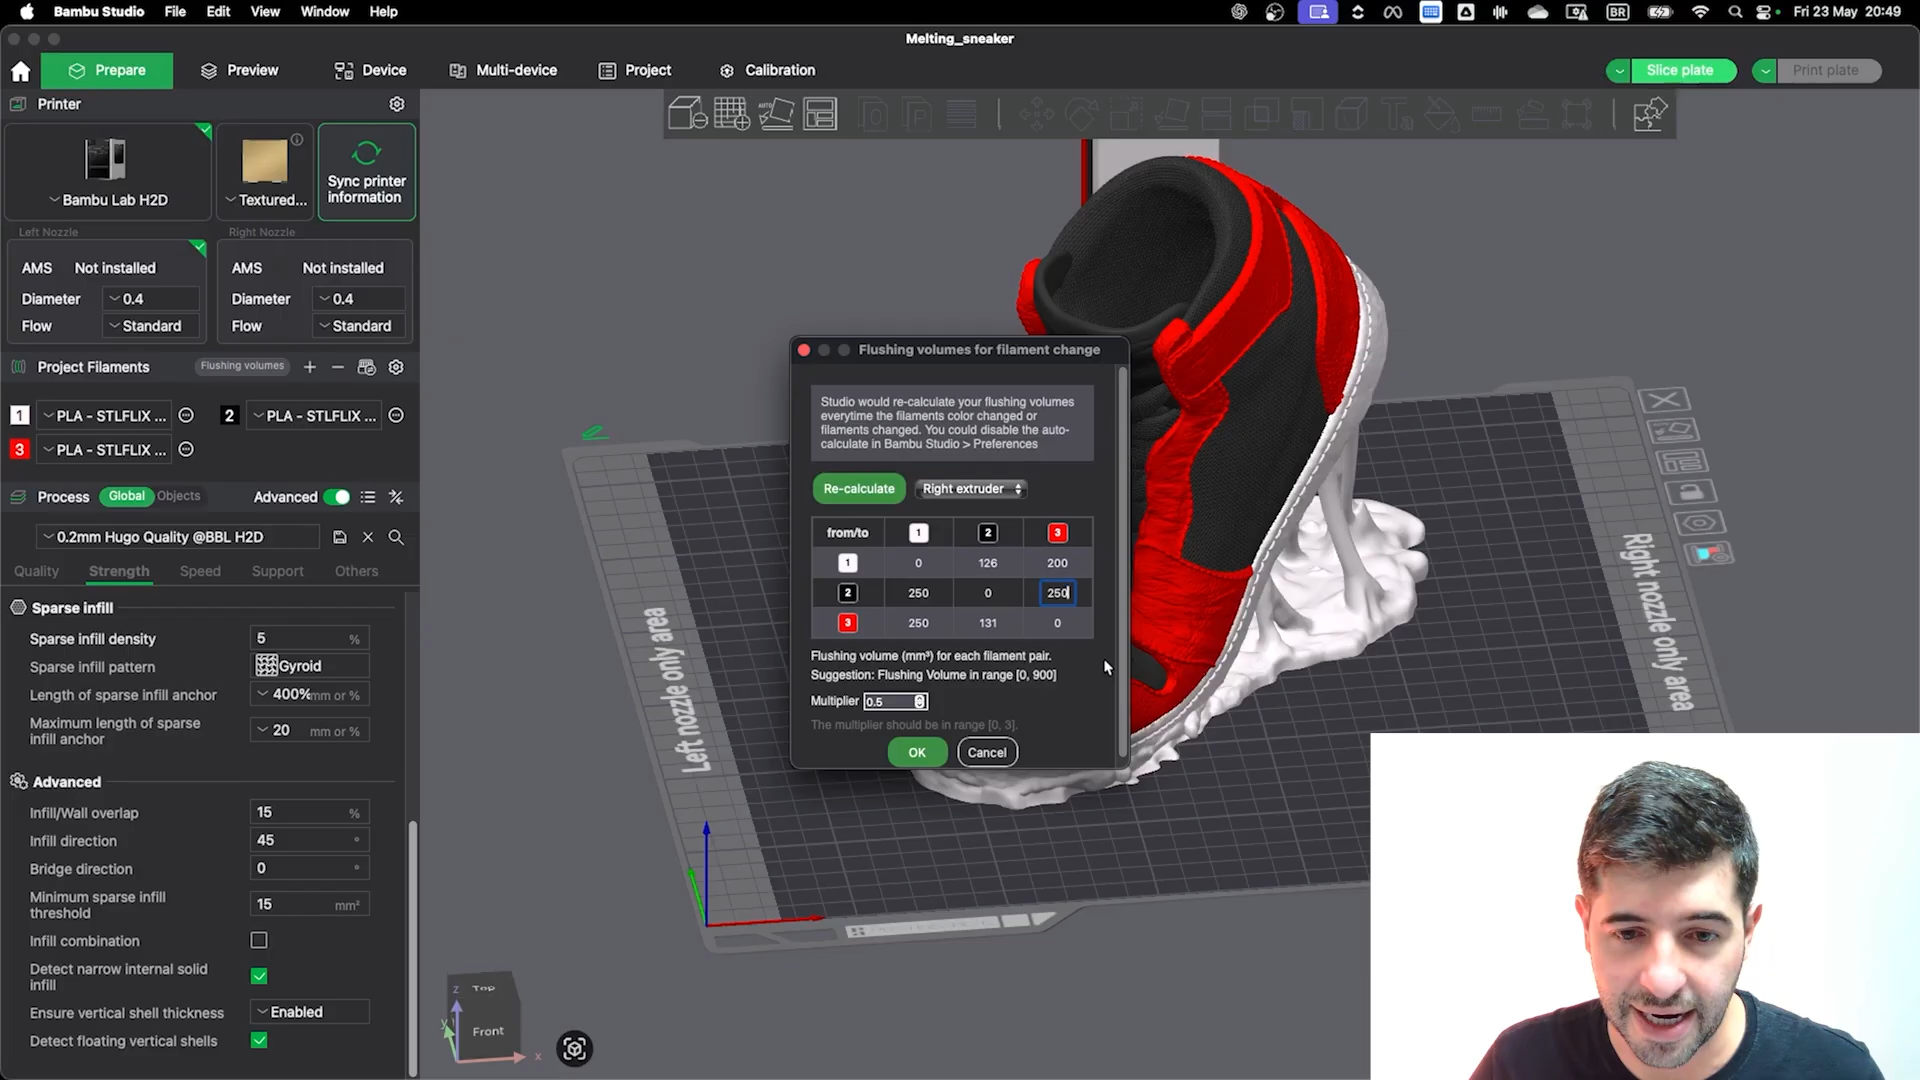 Bambu Studio File Edit View Window Help
BR
Fri 23 May 20:49
Melting_sneaker
Prepare Preview Device Multi-device Project Calibration
Slice plate Print plate
Printer
Bambu Lab H2D
Textured...
Sync printer
information
Left Nozzle Right Nozzle
AMS Not installed AMS Not installed
Diameter 0.4 Diameter 0.4
Flow Standard Flow Standard
Project Filaments Flushing volumes
1 PLA - STLFLIX ... 2 PLA - STLFLIX ...
3 PLA - STLFLIX ...
Process Global Objects Advanced
0.2mm Hugo Quality @BBL H2D
Quality Strength Speed Support Others
Sparse infill
Sparse infill density 5 %
Sparse infill pattern Gyroid
Length of sparse infill anchor 400% mm or %
Maximum length of sparse
infill anchor 20 mm or %
Advanced
Infill/Wall overlap 15 %
Infill direction 45 °
Bridge direction 0 °
Minimum sparse infill
threshold 15 mm²
Infill combination
Detect narrow internal solid
infill
Ensure vertical shell thickness Enabled
Detect floating vertical shells
Flushing volumes for filament change
Studio would re-calculate your flushing volumes
everytime the filaments color changed or
filaments changed. You could disable the auto-
calculate in Bambu Studio > Preferences
Re-calculate Right extruder
from/to 1 2 3
1 0 126 200
2 250 0 250
3 250 131 0
Flushing volume (mm³) for each filament pair.
Suggestion: Flushing Volume in range [0, 900]
Multiplier 0.5
The multiplier should be in range [0, 3].
OK Cancel
Left nozzle only area
Right nozzle only area
Top
Front
z
y
x